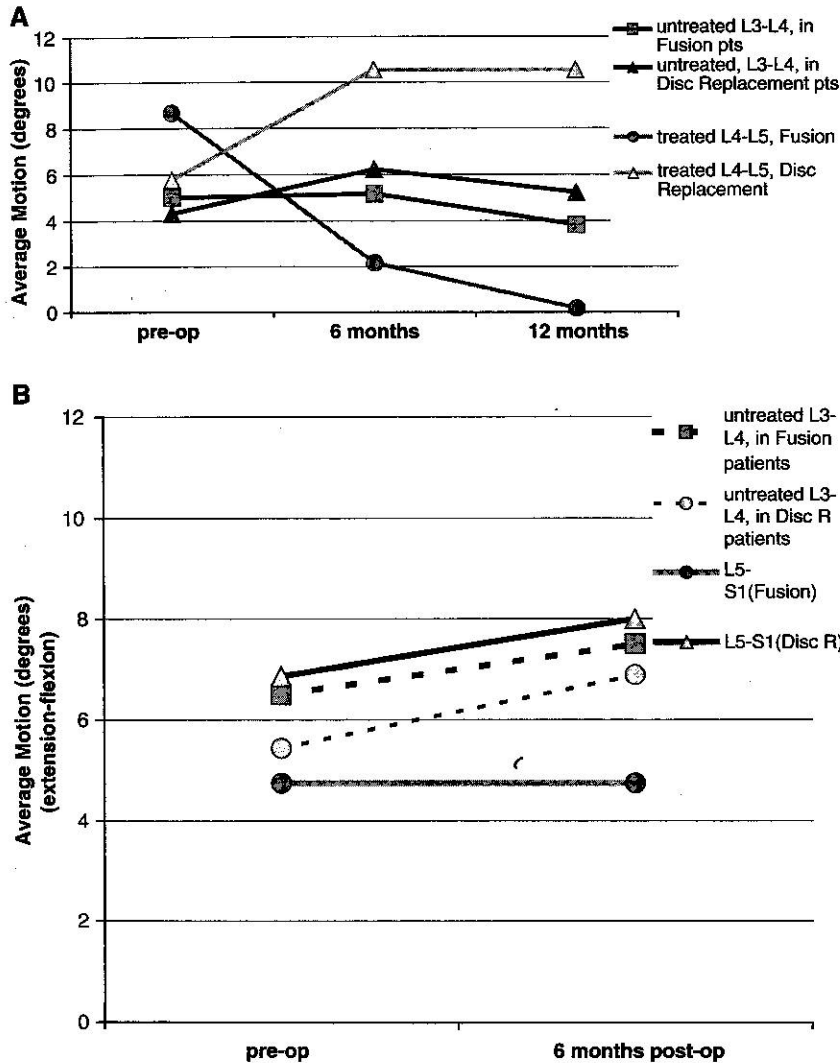 A
Average Motion (degrees)
12
10
8
6
4
2
0
pre-op
6 months
12 months
untreated L3-L4, in
Fusion pts
untreated, L3-L4, in
Disc Replacement pts
treated L4-L5, Fusion
treated L4-L5, Disc
Replacement
B
Average Motion (degrees)
(extension-flexion)
12
10
8
6
4
2
0
pre-op
6 months post-op
untreated L3-
L4, in Fusion
patients
untreated L3-
L4, in Disc R
patients
L5-
S1(Fusion)
L5-S1(Disc R)